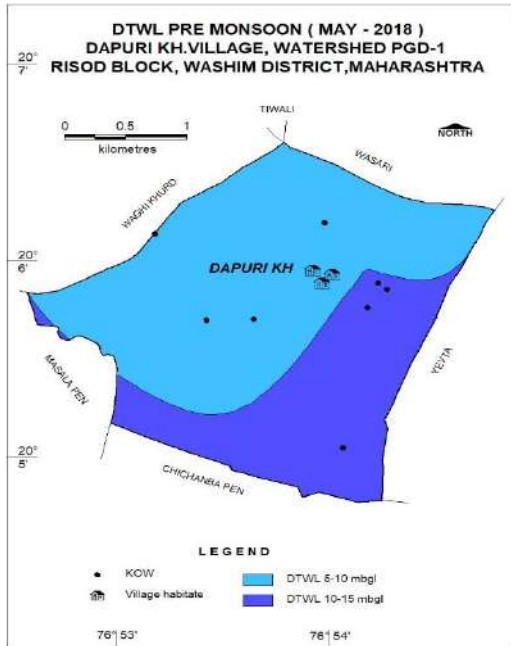 DTWL PRE MONSOON ( MAY - 2018 )
DAPURI KH.VILLAGE, WATERSHED PGD-1
RISOD BLOCK, WASHIM DISTRICT,MAHARASHTRA
20°
7'
TIWALI
0 0.5 1
kilometres
NORTH
WASARI
WAGHI KHURD
20°
6'
DAPURI KH
MASALA PEN
YEVTA
20°
5'
CHICHANBA PEN
LEGEND
KOW
DTWL 5-10 mbgl
Village habitate
DTWL 10-15 mbgl
76° 53'
76° 54'